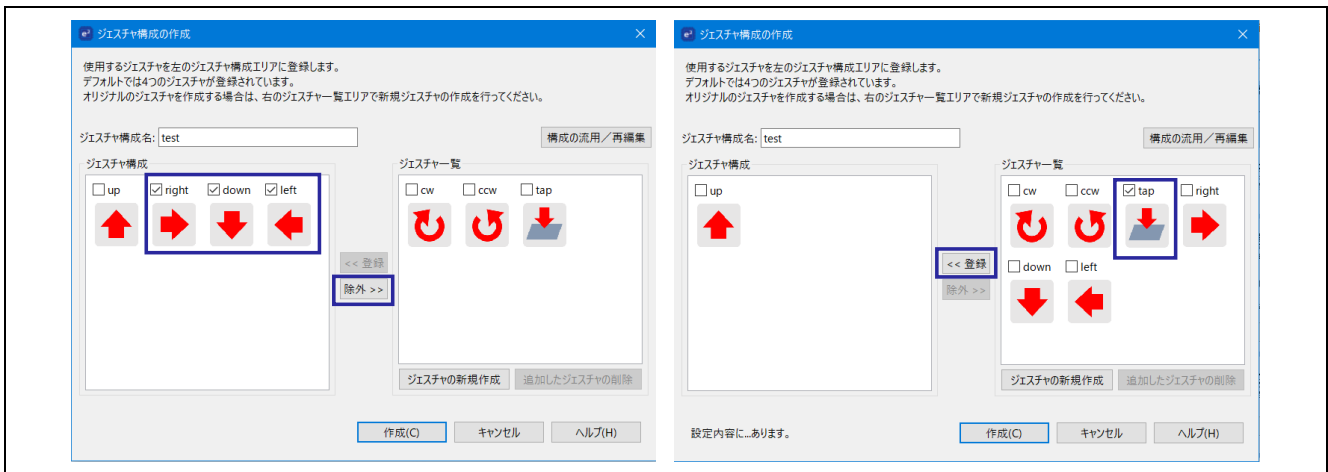 e² ジェスチャ構成の作成
使用するジェスチャを左のジェスチャ構成エリアに登録します。
デフォルトでは4つのジェスチャが登録されています。
オリジナルのジェスチャを作成する場合は、右のジェスチャー覧エリアで新規ジェスチャの作成を行ってください。
ジェスチャ構成名: test
構成の流用／再編集
ジェスチャ構成
up right down left
<< 登録
除外 >>
ジェスチャ一覧
cw ccw tap
ジェスチャの新規作成 追加したジェスチャの削除
作成(C) キャンセル ヘルプ(H)
e² ジェスチャ構成の作成
使用するジェスチャを左のジェスチャ構成エリアに登録します。
デフォルトでは4つのジェスチャが登録されています。
オリジナルのジェスチャを作成する場合は、右のジェスチャ一覧エリアで新規ジェスチャの作成を行ってください。
ジェスチャ構成名: test
構成の流用／再編集
ジェスチャ構成
up
<< 登録
除外 >>
ジェスチャ一覧
cw ccw tap right
down left
ジェスチャの新規作成 追加したジェスチャの削除
設定内容に...あります。
作成(C) キャンセル ヘルプ(H)